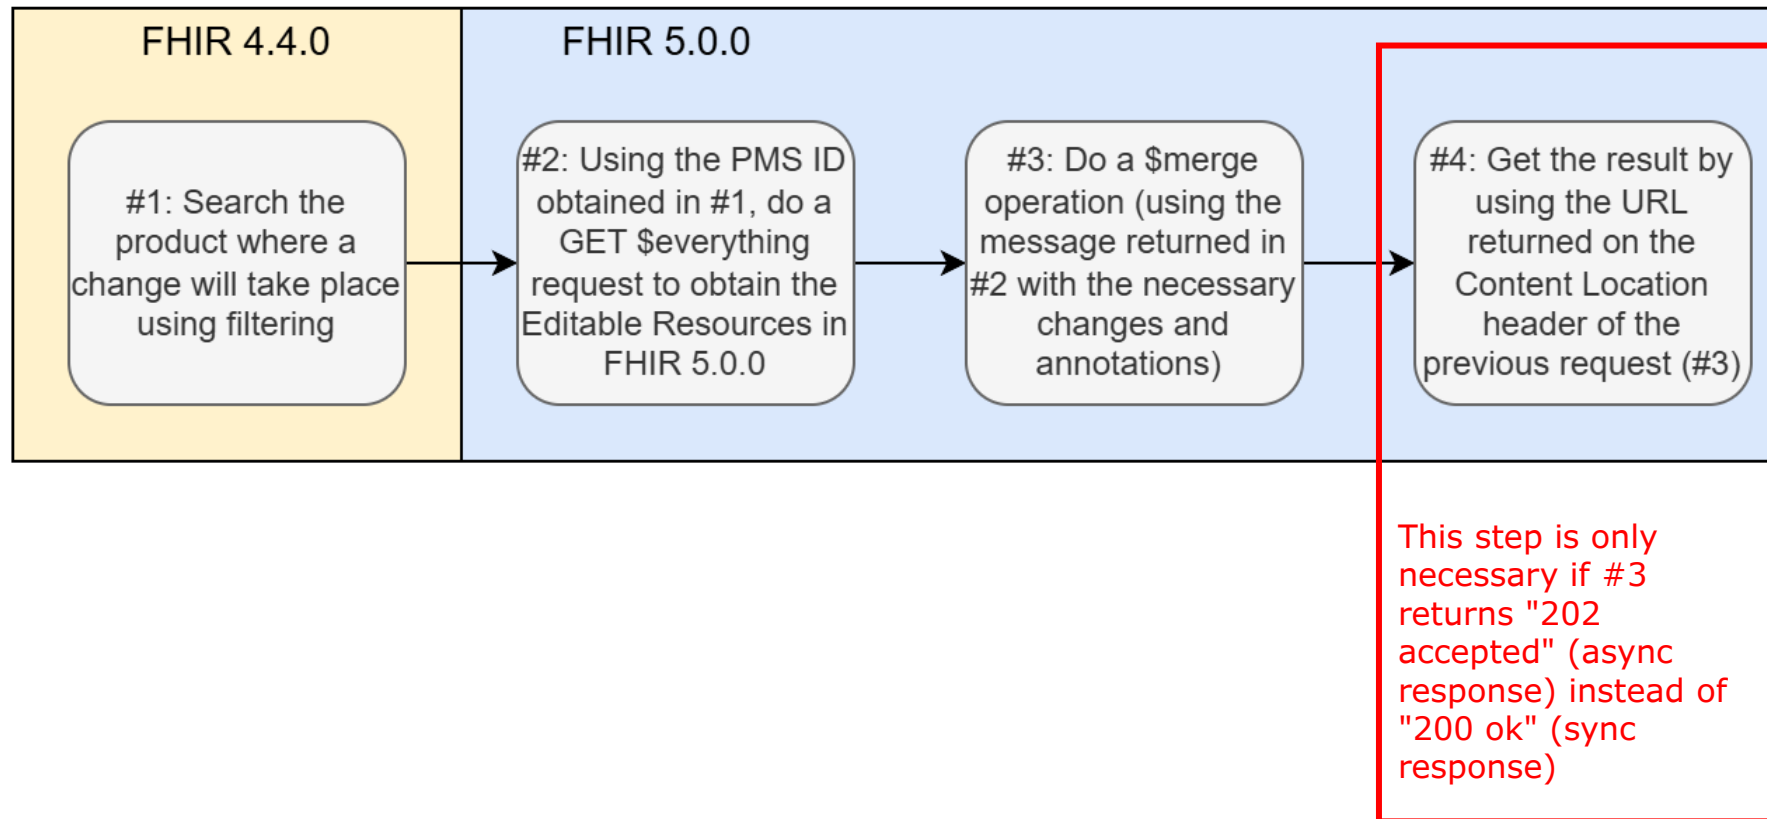 FHIR 4.4.0
FHIR 5.0.0
#1: Search the
product where a
change will take place
using filtering
#2: Using the PMS ID
obtained in #1, do a
GET $everything
request to obtain the
Editable Resources in
FHIR 5.0.0
#3: Do a $merge
operation (using the
message returned in
#2 with the necessary
changes and
annotations)
#4: Get the result by
using the URL
returned on the
Content Location
header of the
previous request (#3)
This step is only
necessary if #3
returns "202
accepted" (async
response) instead of
"200 ok" (sync
response)